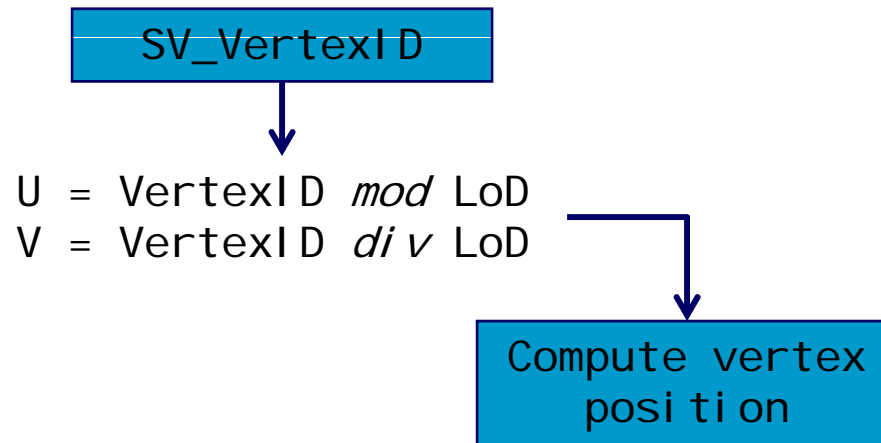 SV_VertexID
U = VertexID mod LoD
V = VertexID div LoD
Compute vertex
position